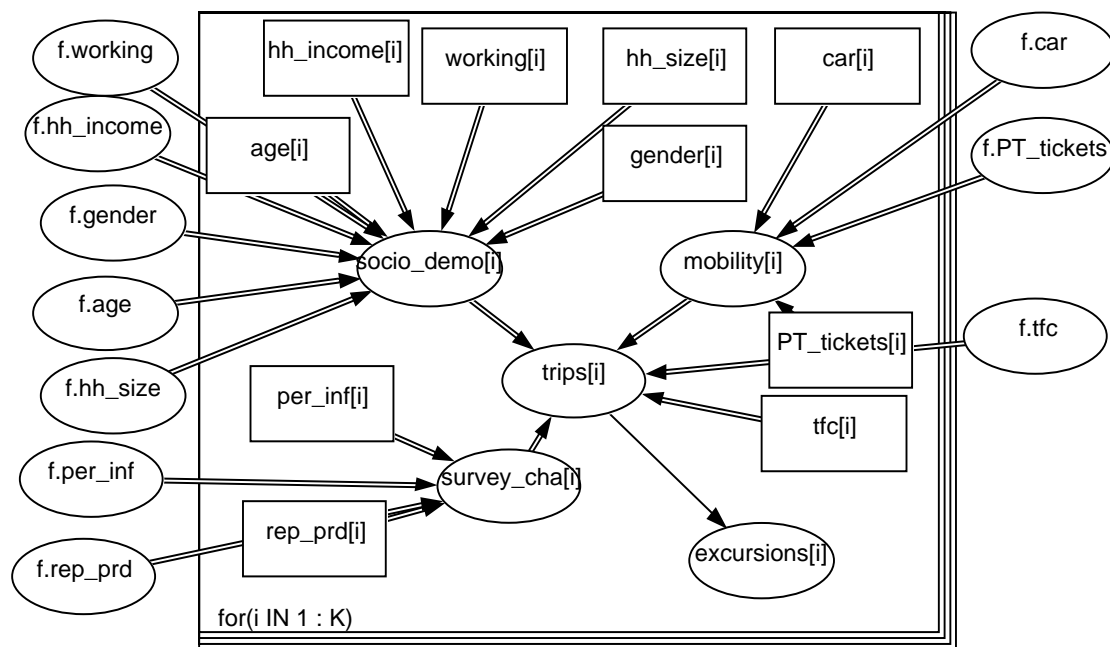 f.working
hh_income[i]
working[i]
hh_size[i]
car[i]
f.car
f.hh_income
age[i]
gender[i]
f.PT_tickets
f.gender
socio_demo[i]
mobility[i]
f.age
PT_tickets[i]
f.tfc
trips[i]
f.hh_size
per_inf[i]
tfc[i]
f.per_inf
survey_cha[i]
rep_prd[i]
excursions[i]
f.rep_prd
for(i IN 1 : K)